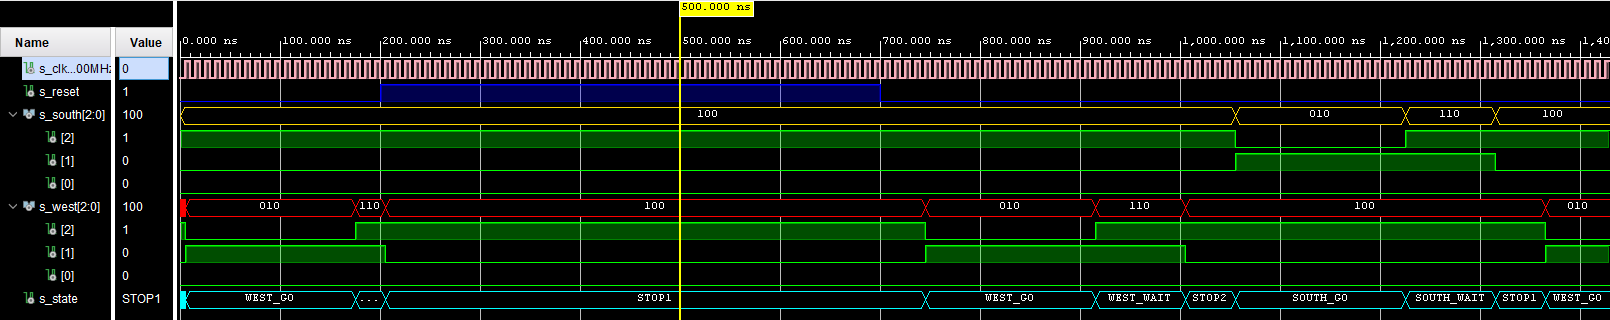 500.000 ns
Name Value
0.000 ns 100.000 ns 200.000 ns 300.000 ns 400.000 ns 500.000 ns 600.000 ns 700.000 ns 800.000 ns 900.000 ns 1,000.000 ns 1,100.000 ns 1,200.000 ns 1,300.000 ns 1,40
s_clk...00MHz 0
s_reset 1
s_south[2:0] 100 100 010 110 100
[2] 1
[1] 0
[0] 0
s_west[2:0] 100 010 110 100 010 110 100 010
[2] 1
[1] 0
[0] 0
s_state STOP1 WEST_GO ... STOP1 WEST_GO WEST_WAIT STOP2 SOUTH_GO SOUTH_WAIT STOP1 WEST_GO